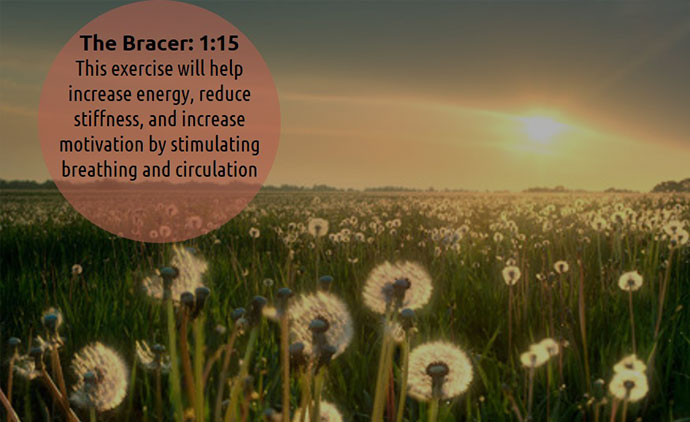 The Bracer: 1:15
This exercise will help
increase energy, reduce
stiffness, and increase
motivation by stimulating
breathing and circulation